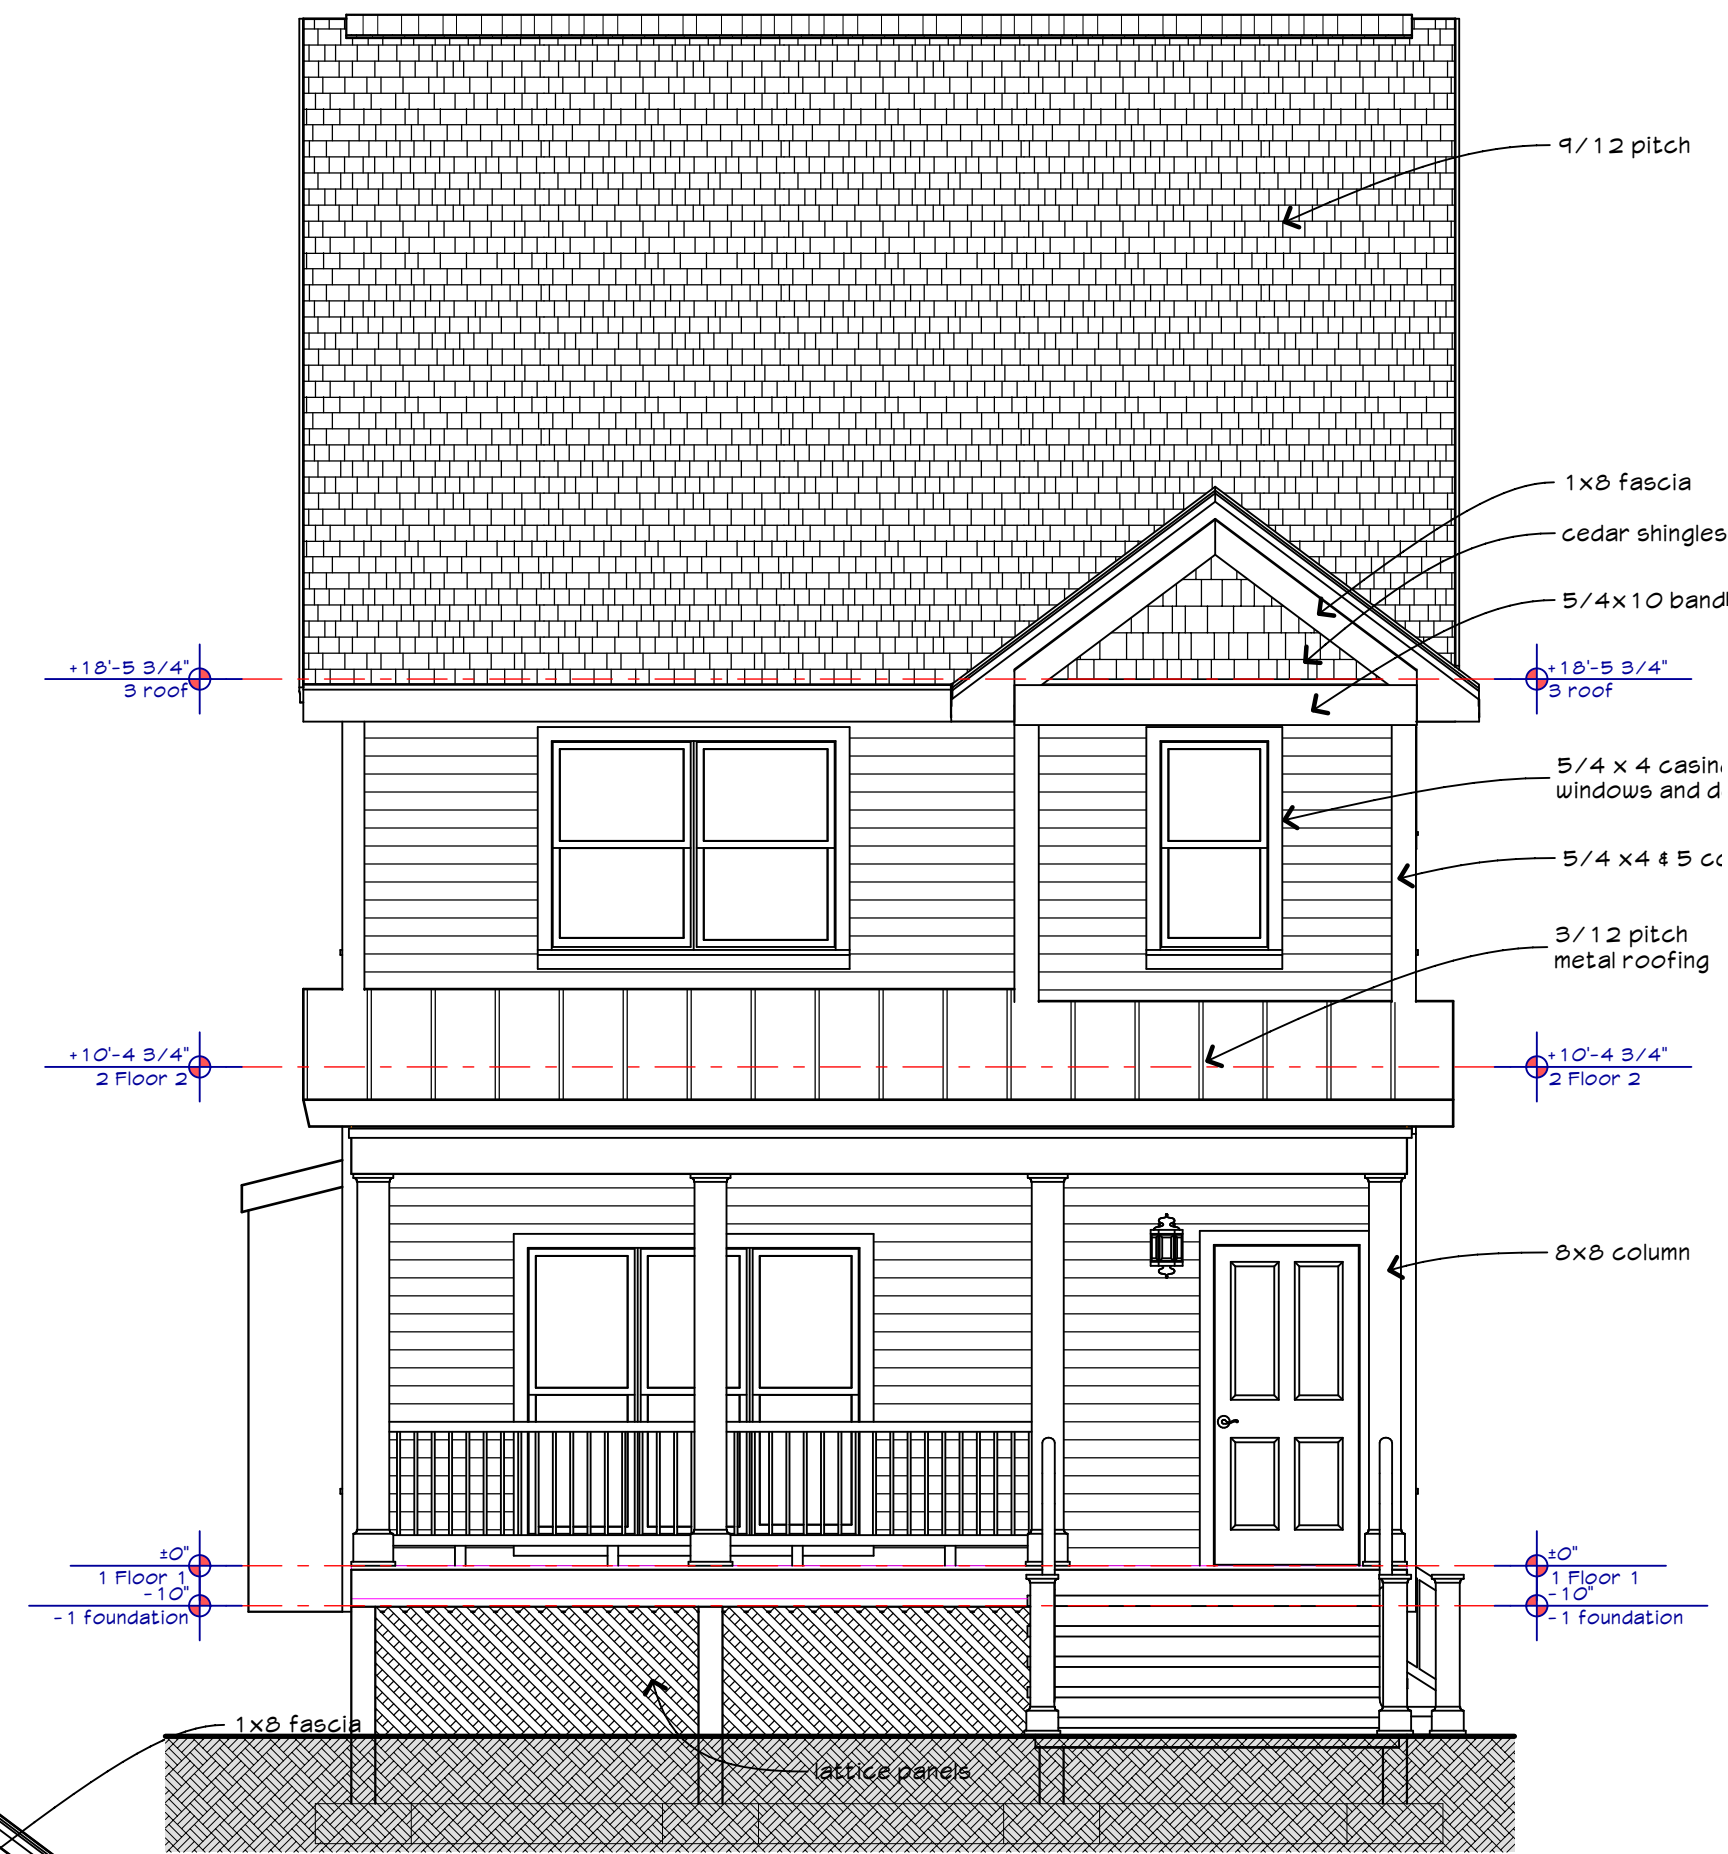 9/12 pitch
1x8 fascia
cedar shingles
5/4x10
+18'-5 3/4"
3 roof
+18'-5 3/4"
3 roof
5/4 x 4
windows and
5/4 x4 & 5
3/12 pitch
metal roofing
+10'-4 3/4"
2 Floor 2
+10'-4 3/4"
2 Floor 2
8x8 column
±0"
1 Floor 1
-10"
-1 foundation
±0"
1 Floor 1
-10"
-1 foundation
1x8 fascia
lattice panels